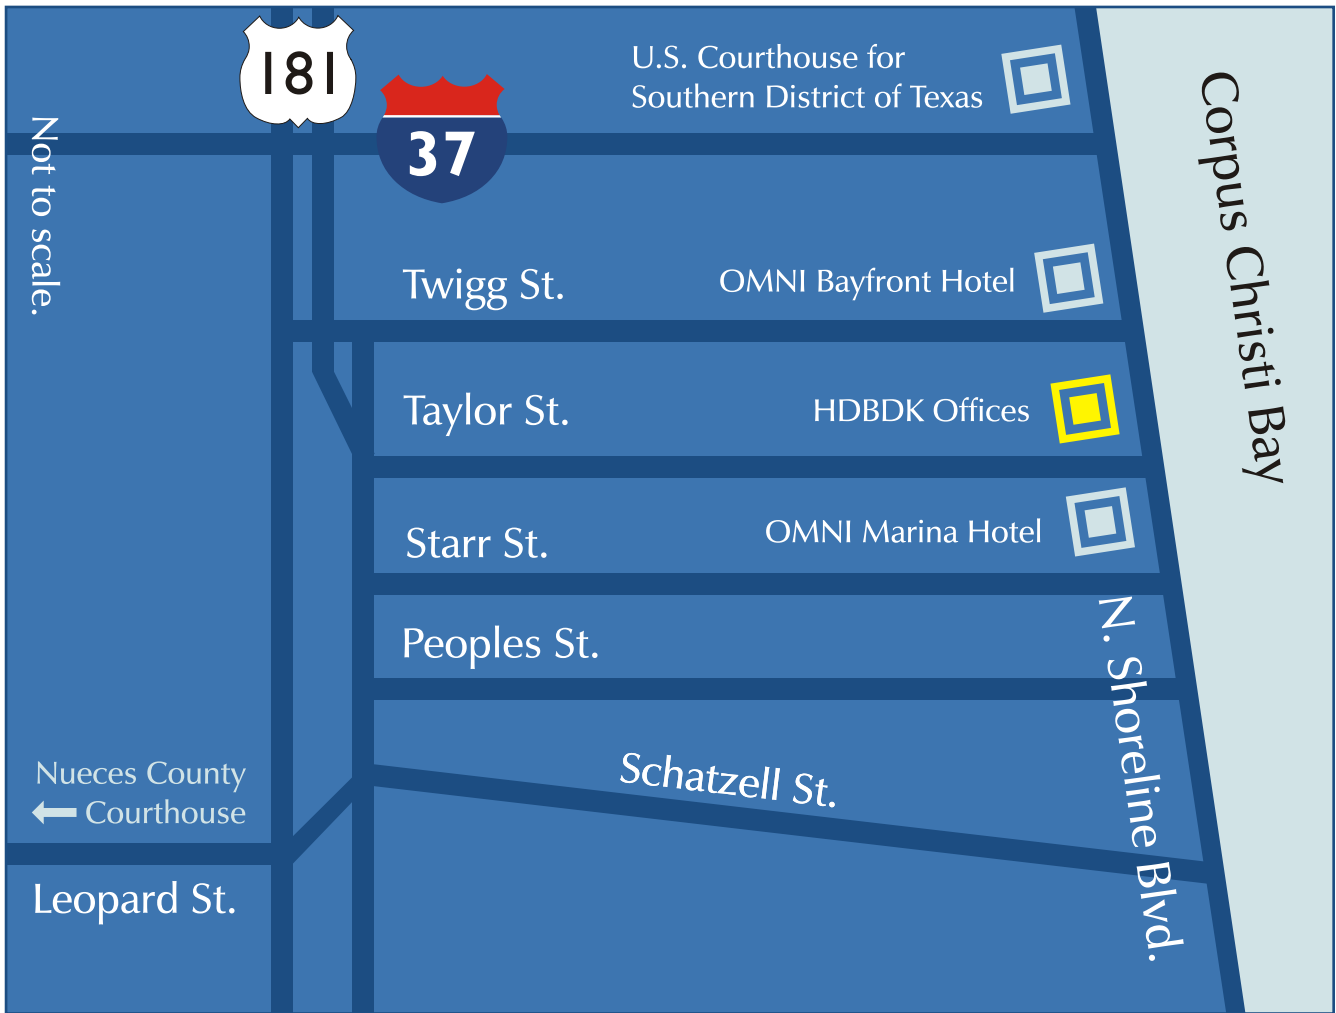 181
37
U.S. Courthouse for
Southern District of Texas
Not to scale.
Corpus Christi Bay
Twigg St.
OMNI Bayfront Hotel
Taylor St.
HDBDK Offices
Starr St.
OMNI Marina Hotel
Peoples St.
N. Shoreline Blvd.
Schatzell St.
Nueces County
Courthouse
Leopard St.